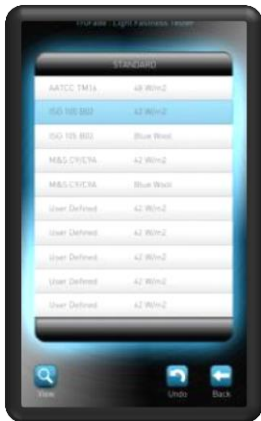 Light Fastness Tester
STANDARD
AATCC TM16 48 W/m2
ISO 105 B02 42 W/m2
ISO 105 B02 Blue Wool
M&S C9/C9A 42 W/m2
M&S C9/C9A Blue Wool
User Defined 42 W/m2
User Defined 42 W/m2
User Defined 42 W/m2
User Defined 42 W/m2
User Defined 42 W/m2
View Undo Back